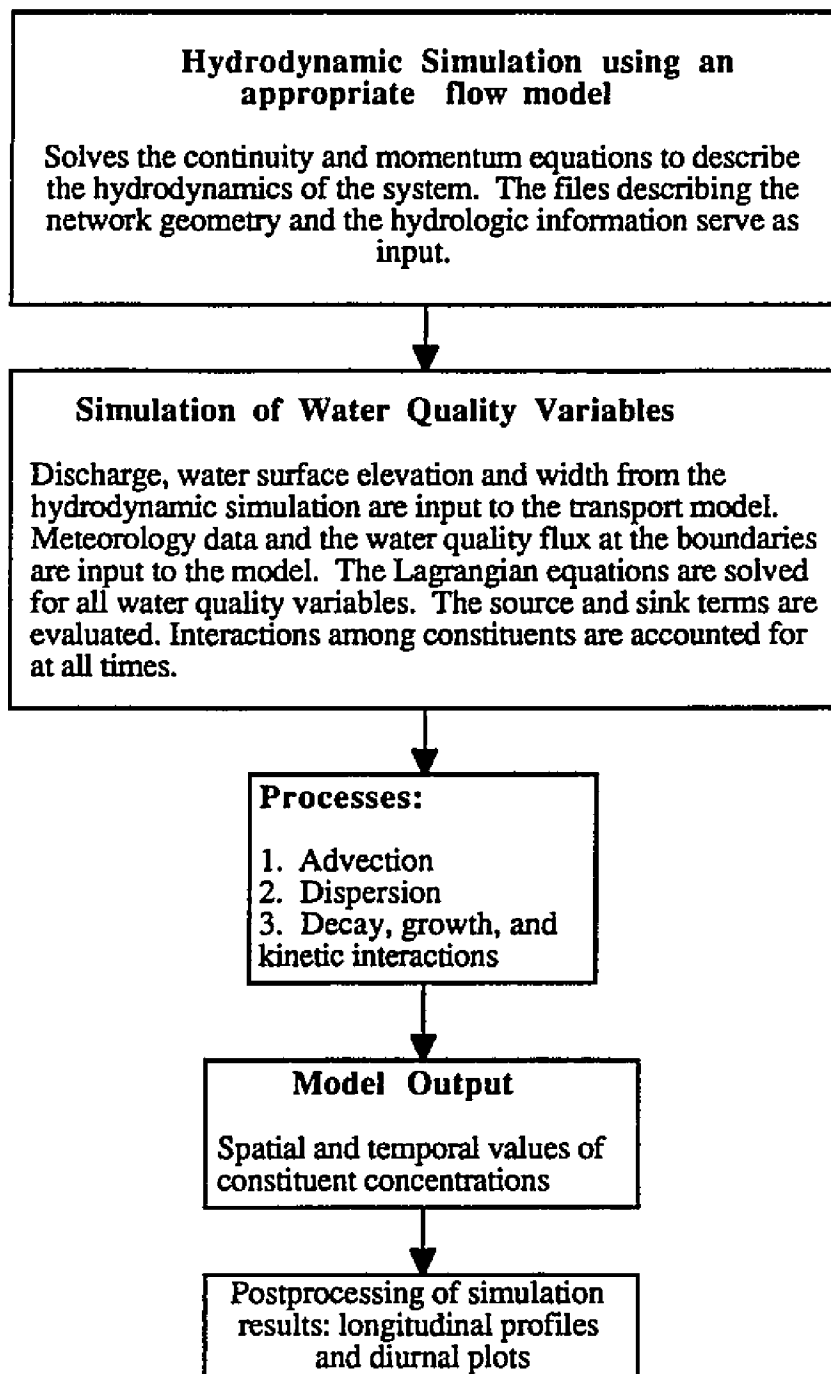 Hydrodynamic Simulation using an
appropriate flow model
Solves the continuity and momentum equations to describe
the hydrodynamics of the system. The files describing the
network geometry and the hydrologic information serve as
input.
Simulation of Water Quality Variables
Discharge, water surface elevation and width from the
hydrodynamic simulation are input to the transport model.
Meteorology data and the water quality flux at the boundaries
are input to the model. The Lagrangian equations are solved
for all water quality variables. The source and sink terms are
evaluated. Interactions among constituents are accounted for
at all times.
Processes:
1. Advection
2. Dispersion
3. Decay, growth, and
kinetic interactions
Model Output
Spatial and temporal values of
constituent concentrations
Postprocessing of simulation
results: longitudinal profiles
and diurnal plots